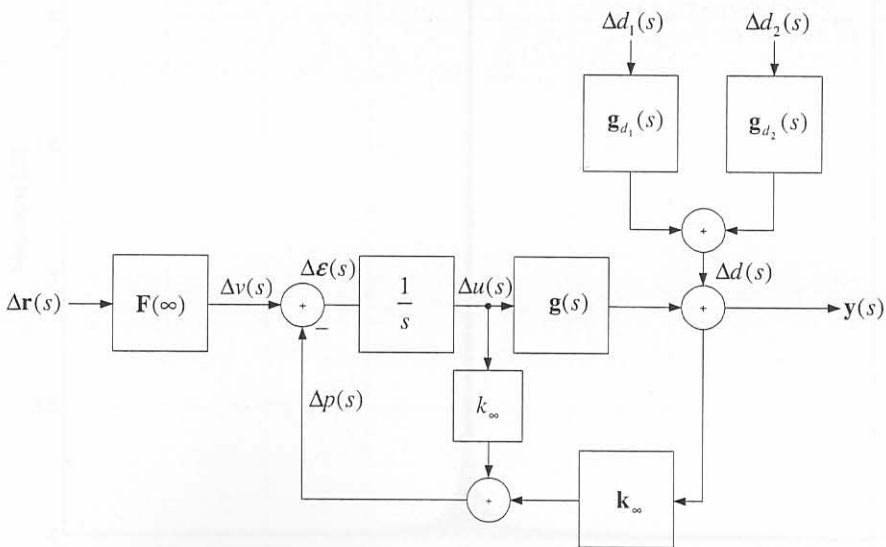 Δd₁(s) Δd₂(s)
g_{d₁}(s) g_{d₂}(s)
+
Δε(s) Δd(s)
Δr(s) F(∞) Δv(s) + 1/s Δu(s) g(s) + y(s)
−
Δp(s) k_∞
+ k_∞